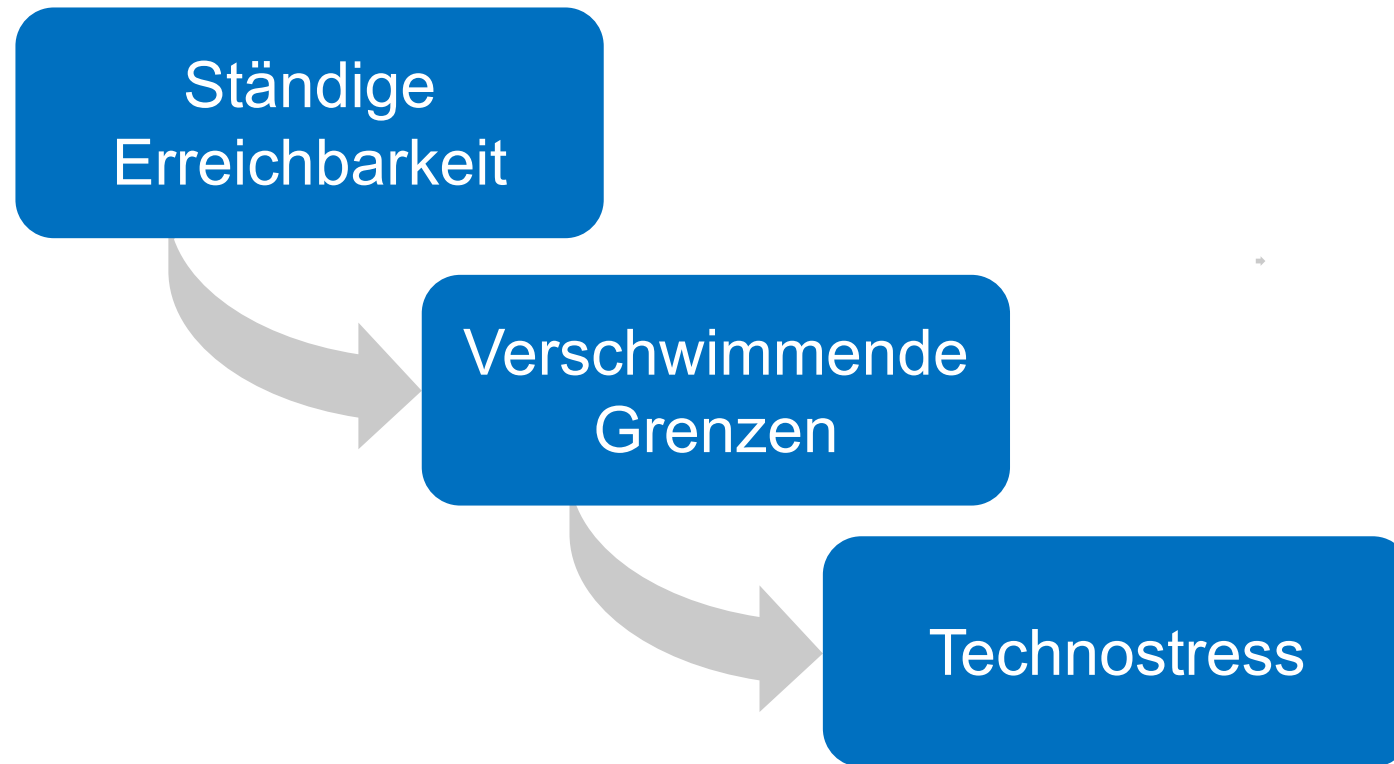 Ständige
Erreichbarkeit
Verschwimmende
Grenzen
Technostress